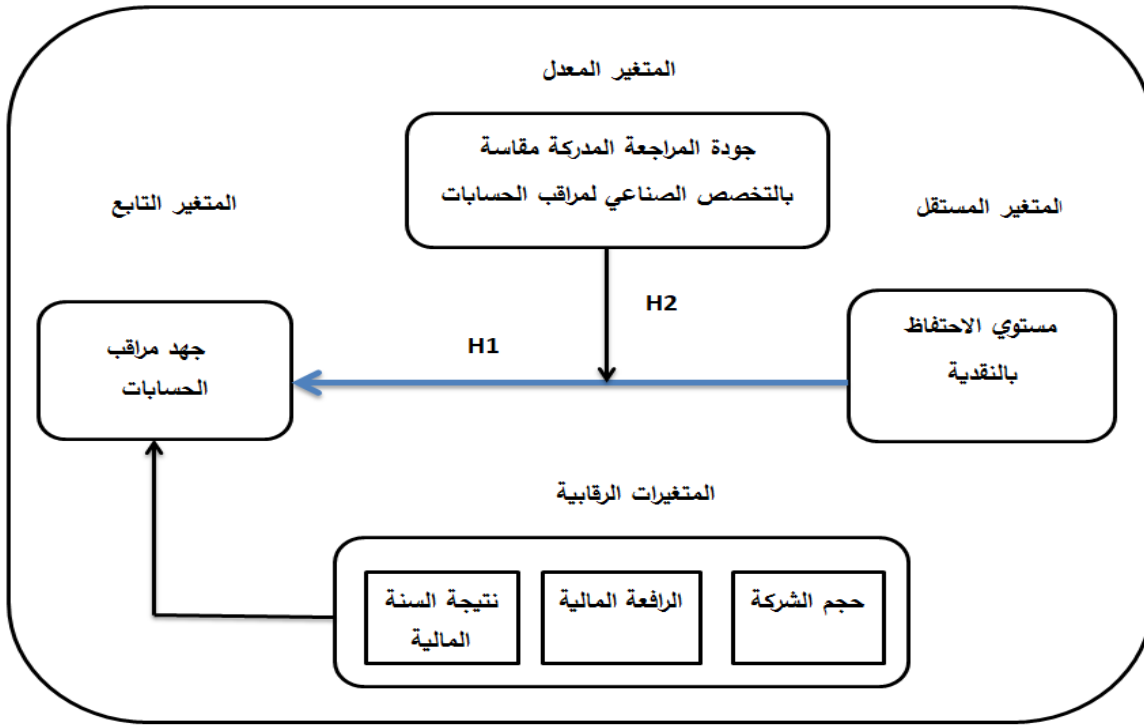 المتغير المعدل
جودة المراجعة المدركة مقاسة
بالتخصص الصناعي لمراقب الحسابات
المتغير المستقل
المتغير التابع
مستوي الاحتفاظ
بالنقدية
H2
H1
جهد مراقب
الحسابات
المتغيرات الرقابية
حجم الشركة
الرافعة المالية
نتيجة السنة
المالية